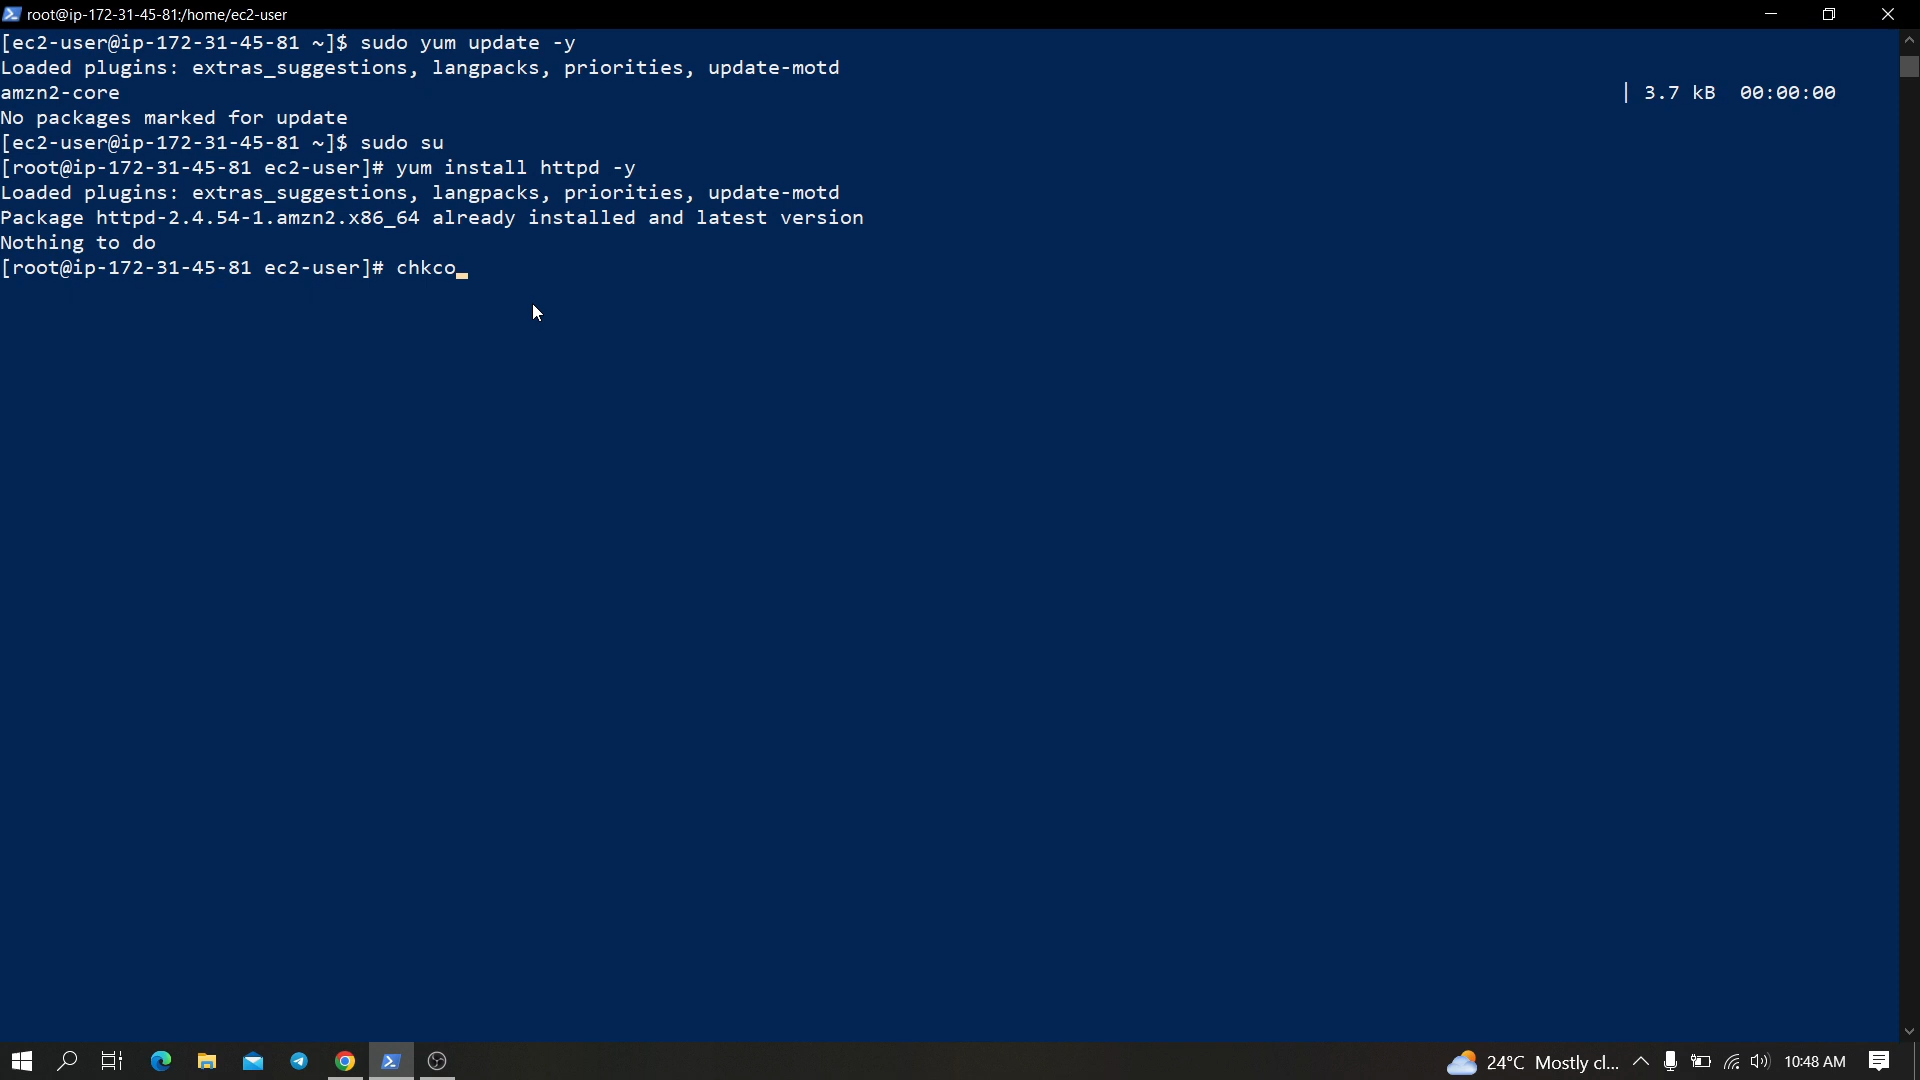 root@ip-172-31-45-81:/home/ec2-user
[ec2-user@ip-172-31-45-81 ~]$ sudo yum update -y
Loaded plugins: extras_suggestions, langpacks, priorities, update-motd
amzn2-core | 3.7 kB 00:00:00
No packages marked for update
[ec2-user@ip-172-31-45-81 ~]$ sudo su
[root@ip-172-31-45-81 ec2-user]# yum install httpd -y
Loaded plugins: extras_suggestions, langpacks, priorities, update-motd
Package httpd-2.4.54-1.amzn2.x86_64 already installed and latest version
Nothing to do
[root@ip-172-31-45-81 ec2-user]# chkco
24°C Mostly cl... 10:48 AM